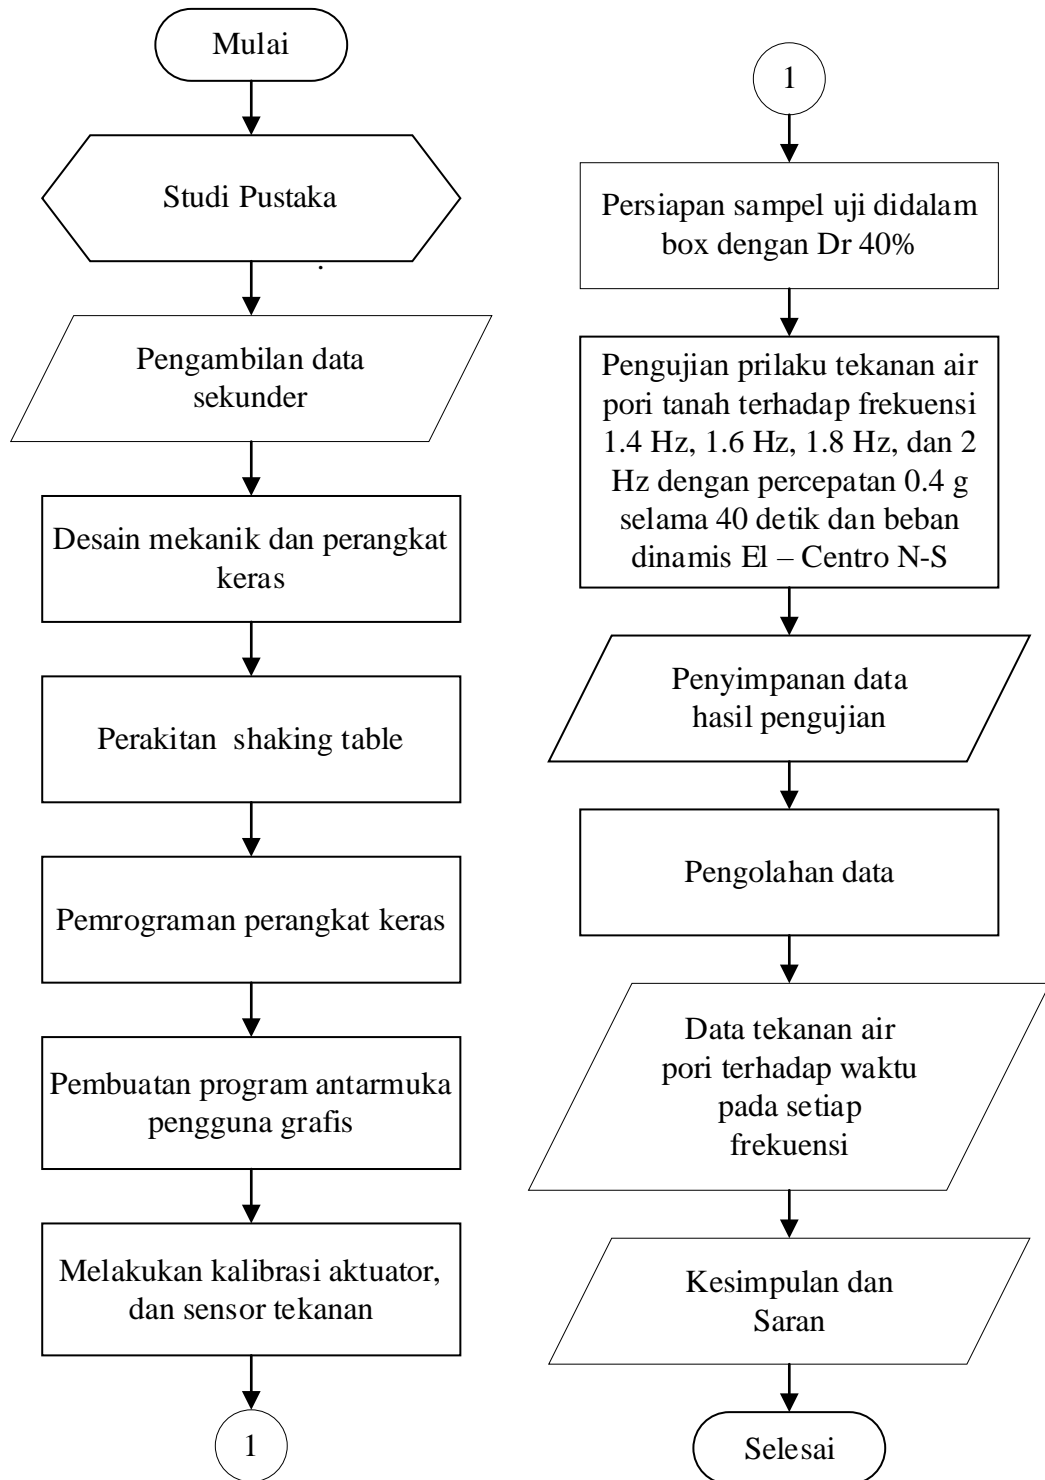 Mulai
Studi Pustaka
Pengambilan data
sekunder
Desain mekanik dan perangkat
keras
Perakitan shaking table
Pemrograman perangkat keras
Pembuatan program antarmuka
pengguna grafis
Melakukan kalibrasi aktuator,
dan sensor tekanan
1
1
Persiapan sampel uji didalam
box dengan Dr 40%
Pengujian prilaku tekanan air
pori tanah terhadap frekuensi
1.4 Hz, 1.6 Hz, 1.8 Hz, dan 2
Hz dengan percepatan 0.4 g
selama 40 detik dan beban
dinamis El – Centro N-S
Penyimpanan data
hasil pengujian
Pengolahan data
Data tekanan air
pori terhadap waktu
pada setiap
frekuensi
Kesimpulan dan
Saran
Selesai